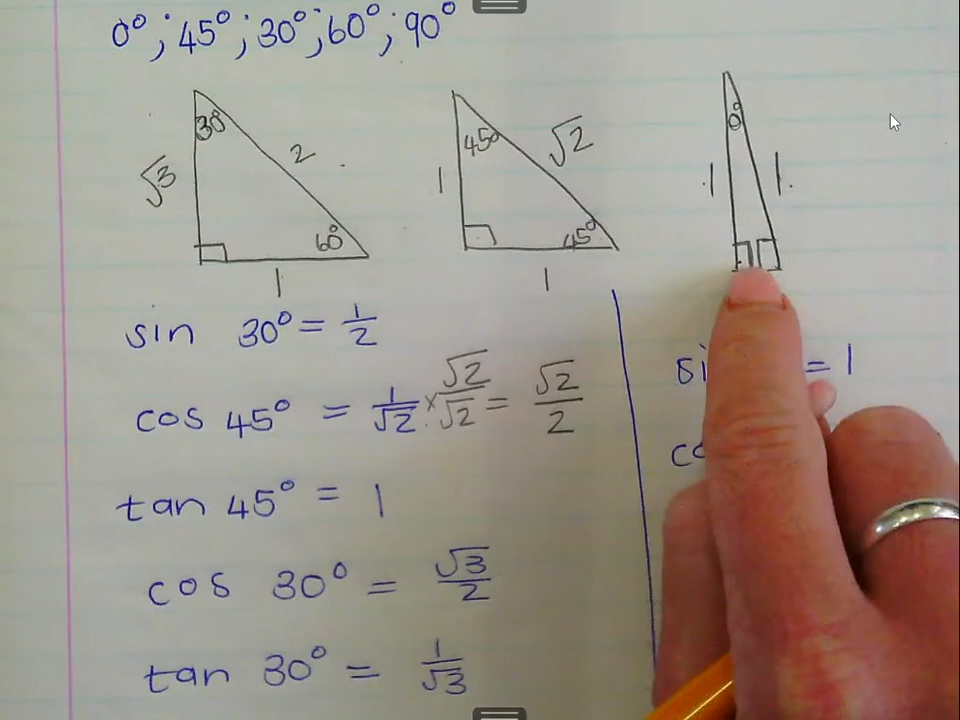 0°; 45°; 30°; 60°; 90°
30°
√3
2
60°
1
45°
1
√2
45°
1
0°
1
1
sin 30° = 1/2
cos 45° = 1/√2 × √2/√2 = √2/2
tan 45° = 1
cos 30° = √3/2
tan 30° = 1/√3
= 1